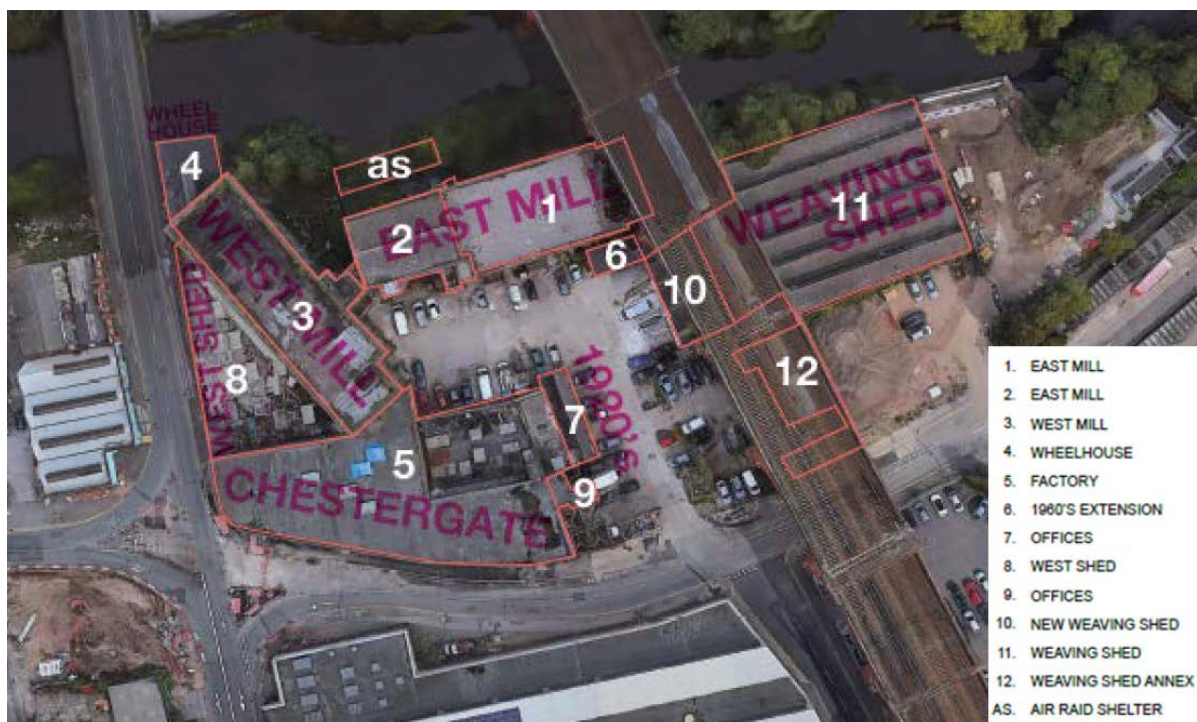 WHEEL
HOUSE
4
as
EAST MILL
1
2
WEAVING
SHED
11
6
WEST MILL
3
10
WEST SHED
8
1920's
12
7
5
CHESTERGATE
9
1. EAST MILL
2. EAST MILL
3. WEST MILL
4. WHEELHOUSE
5. FACTORY
6. 1960'S EXTENSION
7. OFFICES
8. WEST SHED
9. OFFICES
10. NEW WEAVING SHED
11. WEAVING SHED
12. WEAVING SHED ANNEX
AS. AIR RAID SHELTER